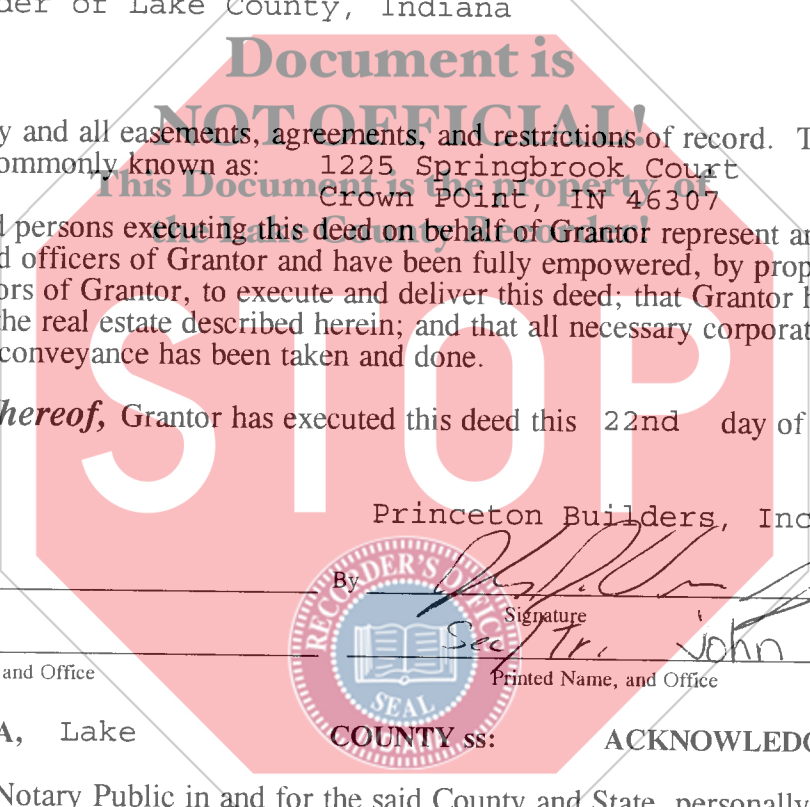 der of Lake County, Indiana
Document is
NOT OFFICIAL!
y and all easements, agreements, and restrictions of record. T
ommonly known as: 1225 Springbrook Court
This Document is the property of
Crown POint, IN 46307
the Lake County Recorder!
d persons executing this deed on behalf of Grantor represent an
d officers of Grantor and have been fully empowered, by prop
ors of Grantor, to execute and deliver this deed; that Grantor h
he real estate described herein; and that all necessary corporat
conveyance has been taken and done.
STOP
hereof, Grantor has executed this deed this 22nd day of
Princeton Builders, Inc
By
Signature
Sec/Tr. John
and Office
Printed Name, and Office
RECORDER'S OFFICE
SEAL
A, Lake COUNTY ss: ACKNOWLEDG
Notary Public in and for the said County and State, personally